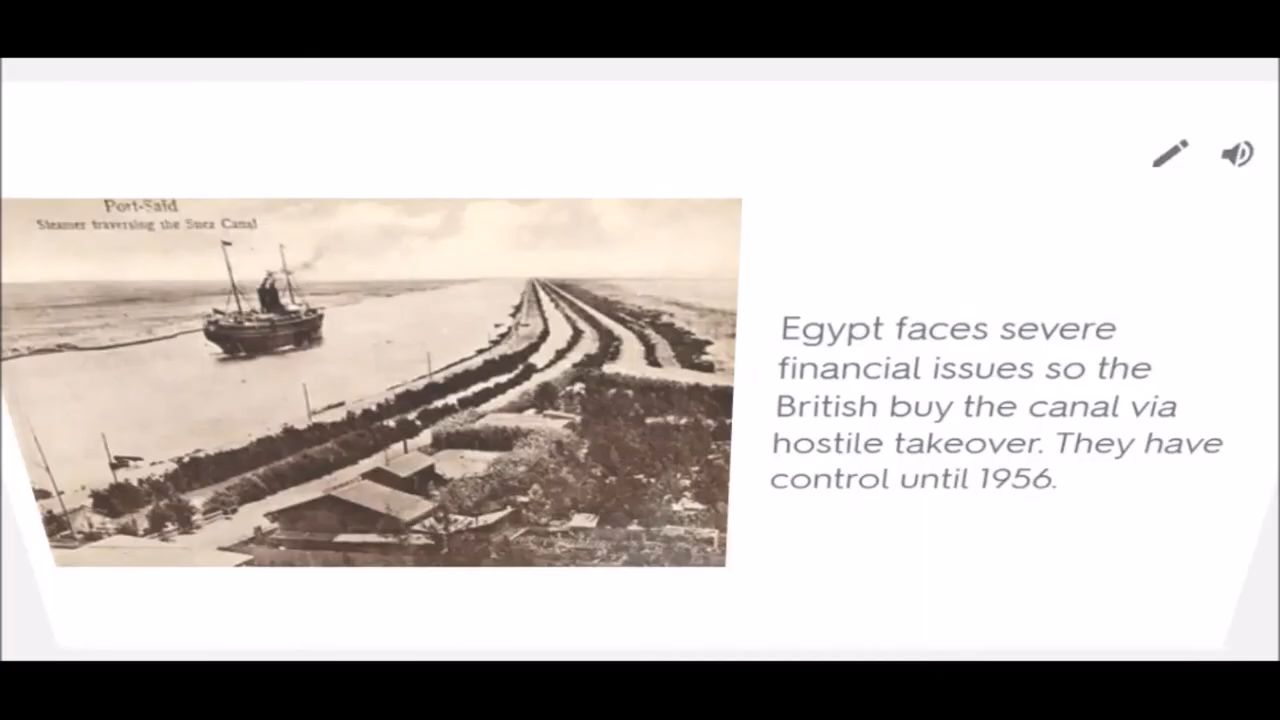 Port-Saïd
Steamer traversing the Suez Canal
Egypt faces severe
financial issues so the
British buy the canal via
hostile takeover. They have
control until 1956.